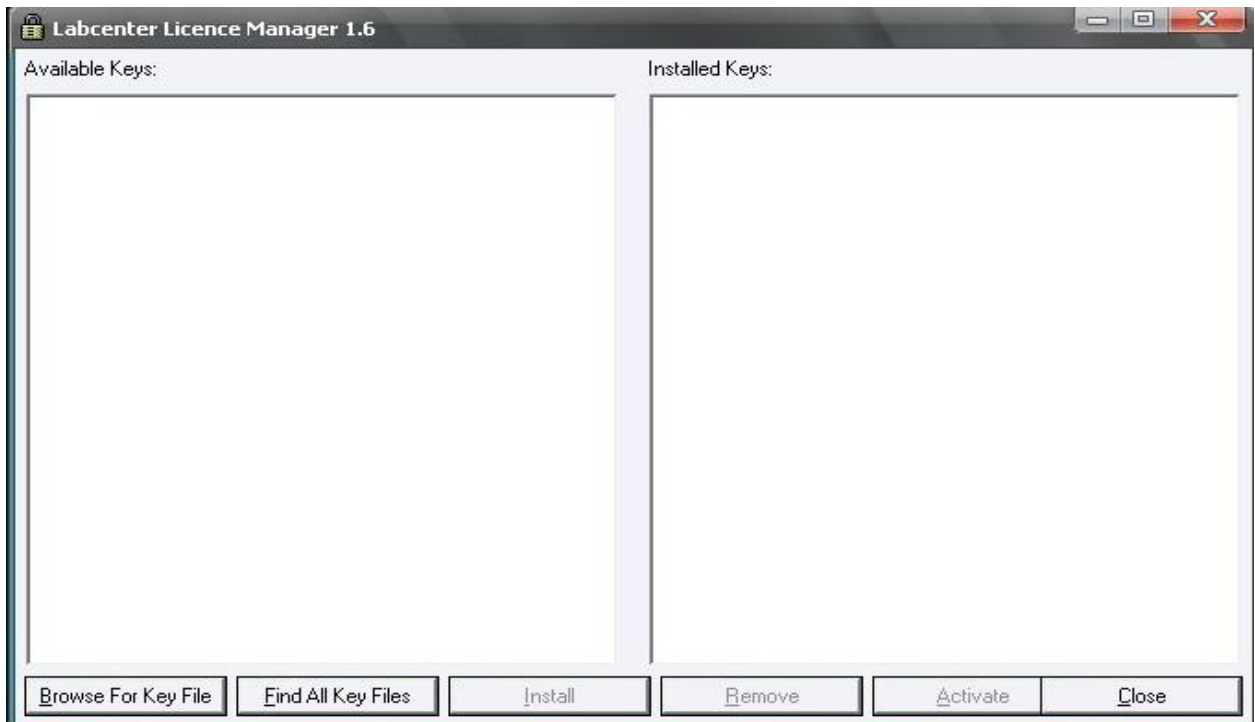 Labcenter Licence Manager 1.6
Available Keys:
Installed Keys:
Browse For Key File
Find All Key Files
Install
Remove
Activate
Close